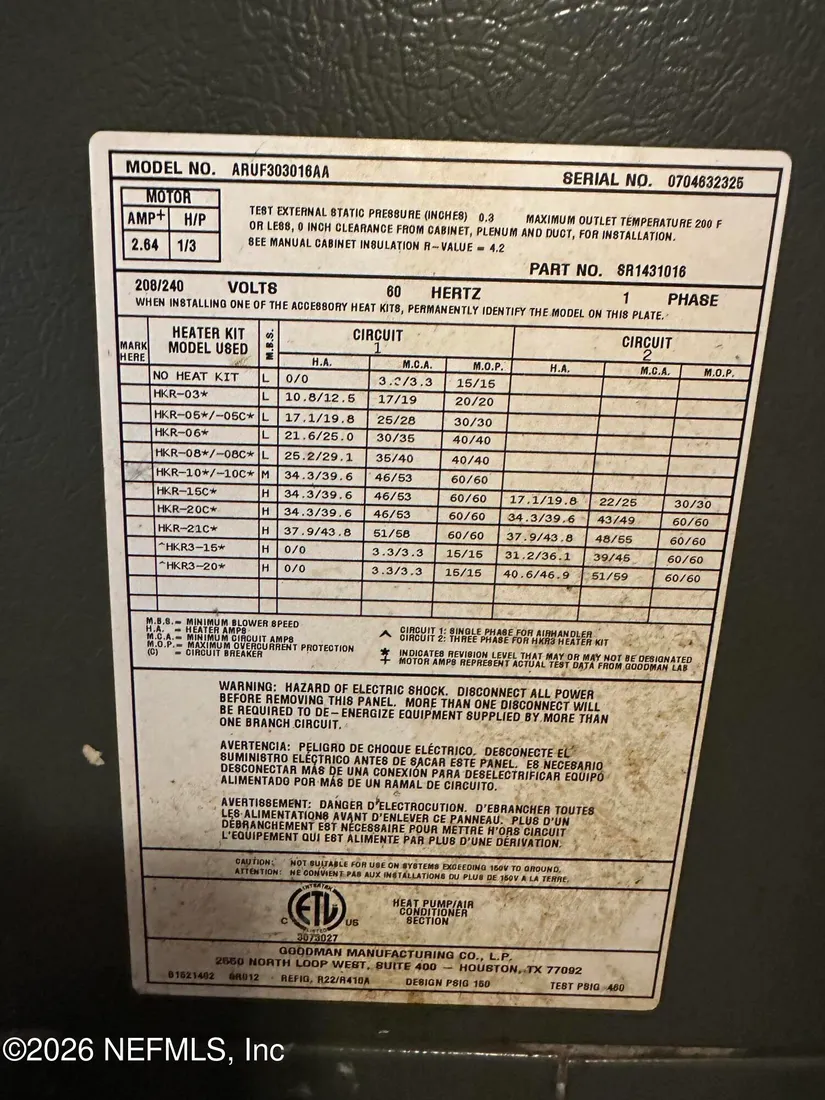 MODEL NO. ARUF303016AA SERIAL NO. 0704632325
MOTOR
AMP+ H/P
2.64 1/3
TEST EXTERNAL STATIC PRESSURE (INCHES) 0.3 MAXIMUM OUTLET TEMPERATURE 200 F
OR LESS, 0 INCH CLEARANCE FROM CABINET, PLENUM AND DUCT, FOR INSTALLATION.
SEE MANUAL CABINET INSULATION R-VALUE = 4.2
PART NO. SR1431016
208/240 VOLTS 60 HERTZ 1 PHASE
WHEN INSTALLING ONE OF THE ACCESSORY HEAT KITS, PERMANENTLY IDENTIFY THE MODEL ON THIS PLATE.
MARK HERE HEATER KIT MODEL USED M.B.S. CIRCUIT 1 CIRCUIT 2
H.A. M.C.A. M.O.P. H.A. M.C.A. M.O.P.
NO HEAT KIT L 0/0 3.3/3.3 15/15
HKR-03* L 10.8/12.5 17/19 20/20
HKR-05*/-05C* L 17.1/19.8 25/28 30/30
HKR-06* L 21.6/25.0 30/35 40/40
HKR-08*/-08C* L 25.2/29.1 35/40 40/40
HKR-10*/-10C* M 34.3/39.6 46/53 60/60
HKR-15C* H 34.3/39.6 46/53 60/60 17.1/19.8 22/25 30/30
HKR-20C* H 34.3/39.6 46/53 60/60 34.3/39.6 43/49 60/60
HKR-21C* H 37.9/43.8 51/58 60/60 37.9/43.8 48/55 60/60
^HKR3-15* H 0/0 3.3/3.3 15/15 31.2/36.1 39/45 60/60
^HKR3-20* H 0/0 3.3/3.3 15/15 40.6/46.9 51/59 60/60
M.B.S.= MINIMUM BLOWER SPEED
H.A. = HEATER AMPS
M.C.A.= MINIMUM CIRCUIT AMPS
M.O.P.= MAXIMUM OVERCURRENT PROTECTION
(C) = CIRCUIT BREAKER
^ CIRCUIT 1: SINGLE PHASE FOR AIRHANDLER
CIRCUIT 2: THREE PHASE FOR HKR3 HEATER KIT
* INDICATES REVISION LEVEL THAT MAY OR MAY NOT BE DESIGNATED
+ MOTOR AMPS REPRESENT ACTUAL TEST DATA FROM GOODMAN LAB
WARNING: HAZARD OF ELECTRIC SHOCK. DISCONNECT ALL POWER
BEFORE REMOVING THIS PANEL. MORE THAN ONE DISCONNECT WILL
BE REQUIRED TO DE-ENERGIZE EQUIPMENT SUPPLIED BY MORE THAN
ONE BRANCH CIRCUIT.
AVERTENCIA: PELIGRO DE CHOQUE ELÉCTRICO. DESCONECTE EL
SUMINISTRO ELÉCTRICO ANTES DE SACAR ESTE PANEL. ES NECESARIO
DESCONECTAR MÁS DE UNA CONEXIÓN PARA DESELECTRIFICAR EQUIPO
ALIMENTADO POR MÁS DE UN RAMAL DE CIRCUITO.
AVERTISSEMENT: DANGER D'ELECTROCUTION. D'EBRANCHER TOUTES
LES ALIMENTATIONS AVANT D'ENLEVER CE PANNEAU. PLUS D'UN
DÉBRANCHEMENT EST NÉCESSAIRE POUR METTRE H'ORS CIRCUIT
L'EQUIPEMENT QUI EST ALIMENTE PAR PLUS D'UNE DÉRIVATION.
CAUTION: NOT SUITABLE FOR USE ON SYSTEMS EXCEEDING 150V TO GROUND.
ATTENTION: NE CONVIENT PAS AUX INSTALLATIONS DU PLUS DE 150V A LA TERRE.
INTERTEK
C ETL US
LISTED
3073027
HEAT PUMP/AIR
CONDITIONER
SECTION
GOODMAN MANUFACTURING CO., L.P.
2550 NORTH LOOP WEST, SUITE 400 - HOUSTON, TX 77092
REFIG. R22/R410A DESIGN PSIG 150 TEST PSIG 450
©2026 NEFMLS, Inc